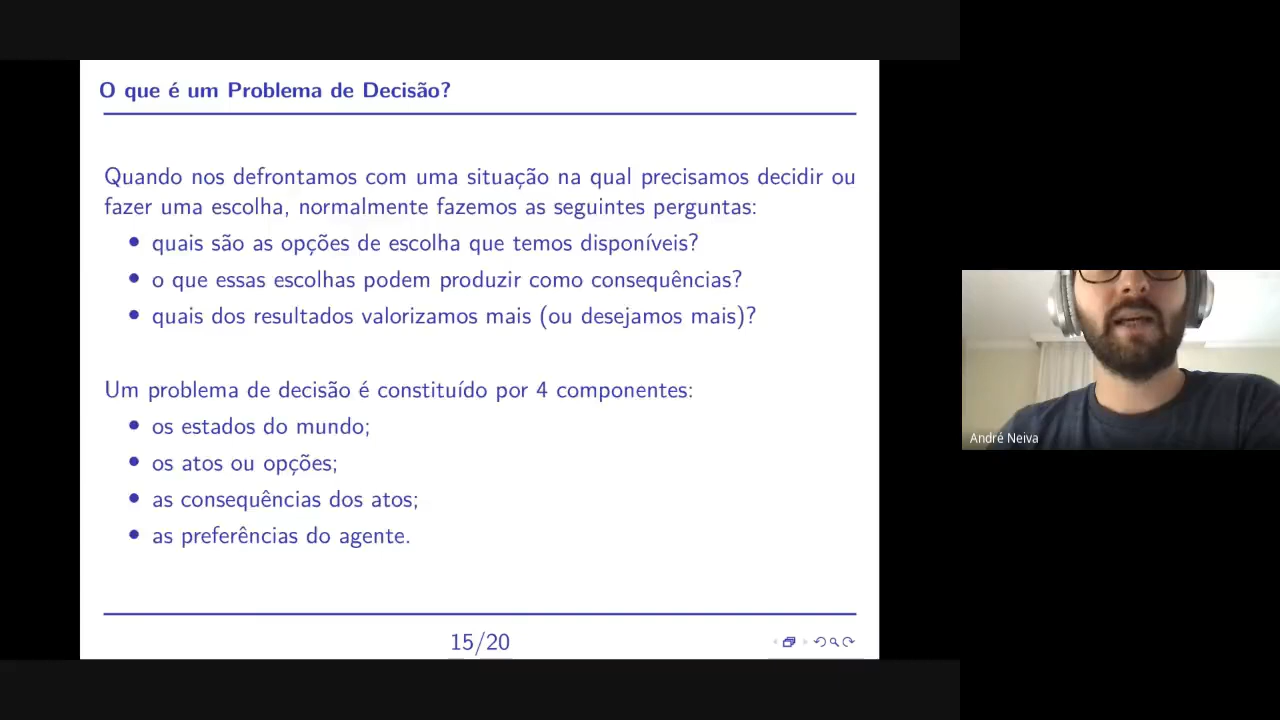 O que é um Problema de Decisão?
Quando nos defrontamos com uma situação na qual precisamos decidir ou
fazer uma escolha, normalmente fazemos as seguintes perguntas:
• quais são as opções de escolha que temos disponíveis?
• o que essas escolhas podem produzir como consequências?
• quais dos resultados valorizamos mais (ou desejamos mais)?
Um problema de decisão é constituído por 4 componentes:
• os estados do mundo;
• os atos ou opções;
• as consequências dos atos;
• as preferências do agente.
15/20
André Neiva